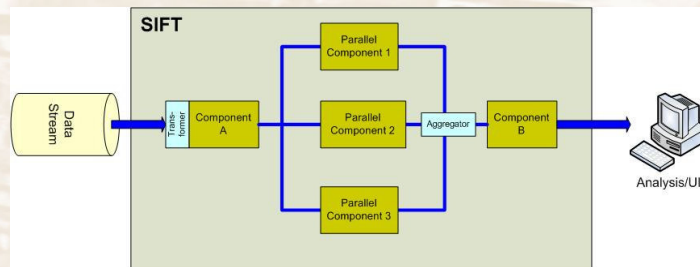 SIFT
Data
Stream
Trans-
former
Component
A
Parallel
Component 1
Parallel
Component 2
Parallel
Component 3
Aggregator
Component
B
Analysis/UI